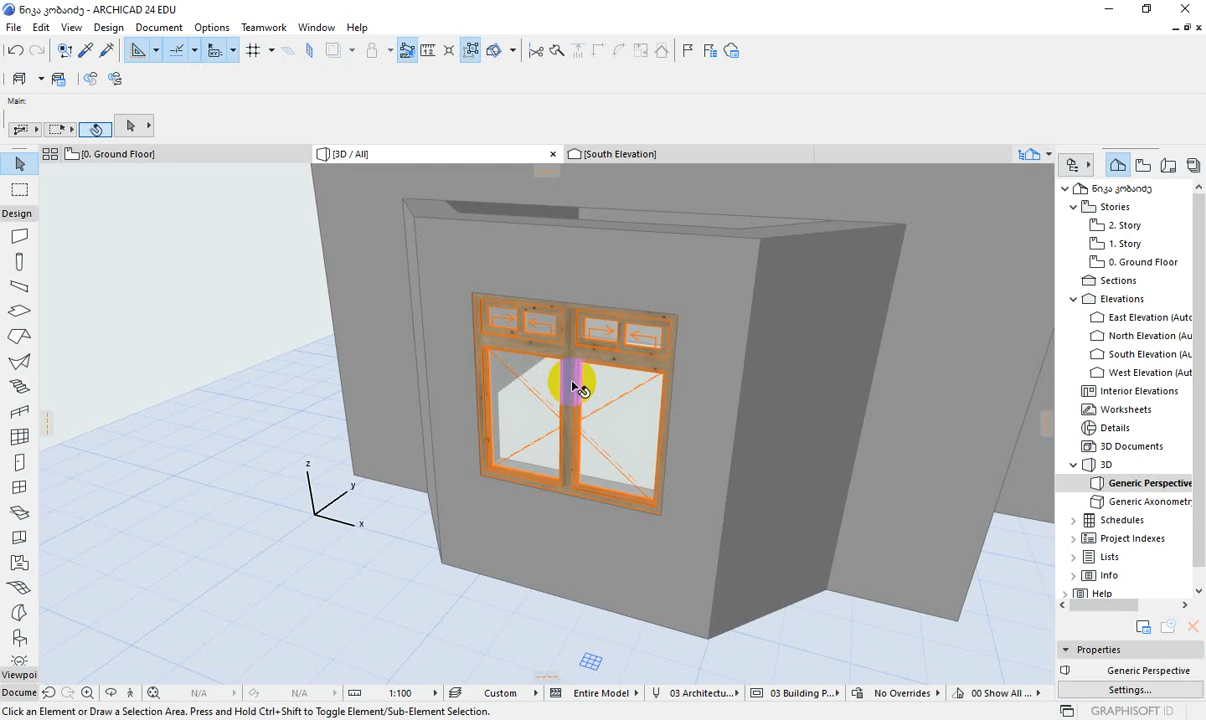 ნიკა კობაიძე - ARCHICAD 24 EDU
File Edit View Design Document Options Teamwork Window Help
Main:
[0. Ground Floor]
[3D / All]
[South Elevation]
Design
ნიკა კობაიძე
Stories
2. Story
1. Story
0. Ground Floor
Sections
Elevations
East Elevation (Auto
North Elevation (Aut
South Elevation (Aut
West Elevation (Aut
Interior Elevations
Worksheets
Details
3D Documents
3D
Generic Perspective
Generic Axonometr
Schedules
Project Indexes
Lists
Info
Help
z
y
x
Properties
Generic Perspective
Settings...
Viewpoi
Docume
N/A
N/A
1:100
Custom
Entire Model
03 Architectu...
03 Building P...
No Overrides
00 Show All ...
Click an Element or Draw a Selection Area. Press and Hold Ctrl+Shift to Toggle Element/Sub-Element Selection.
GRAPHISOFT ID